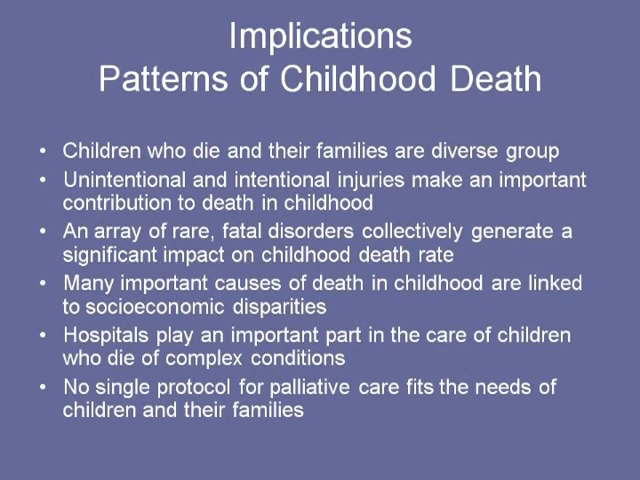 Implications
Patterns of Childhood Death
• Children who die and their families are diverse group
• Unintentional and intentional injuries make an important
contribution to death in childhood
• An array of rare, fatal disorders collectively generate a
significant impact on childhood death rate
• Many important causes of death in childhood are linked
to socioeconomic disparities
• Hospitals play an important part in the care of children
who die of complex conditions
• No single protocol for palliative care fits the needs of
children and their families